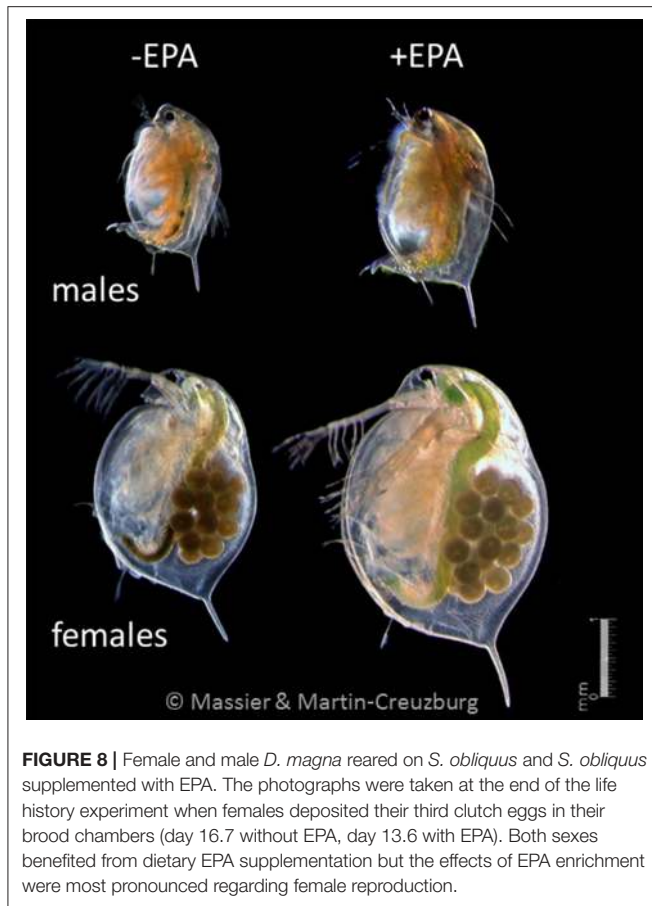 -EPA +EPA
males
females
1
mm
0
© Massier & Martin-Creuzburg
FIGURE 8 | Female and male D. magna reared on S. obliquus and S. obliquus
supplemented with EPA. The photographs were taken at the end of the life
history experiment when females deposited their third clutch eggs in their
brood chambers (day 16.7 without EPA, day 13.6 with EPA). Both sexes
benefited from dietary EPA supplementation but the effects of EPA enrichment
were most pronounced regarding female reproduction.